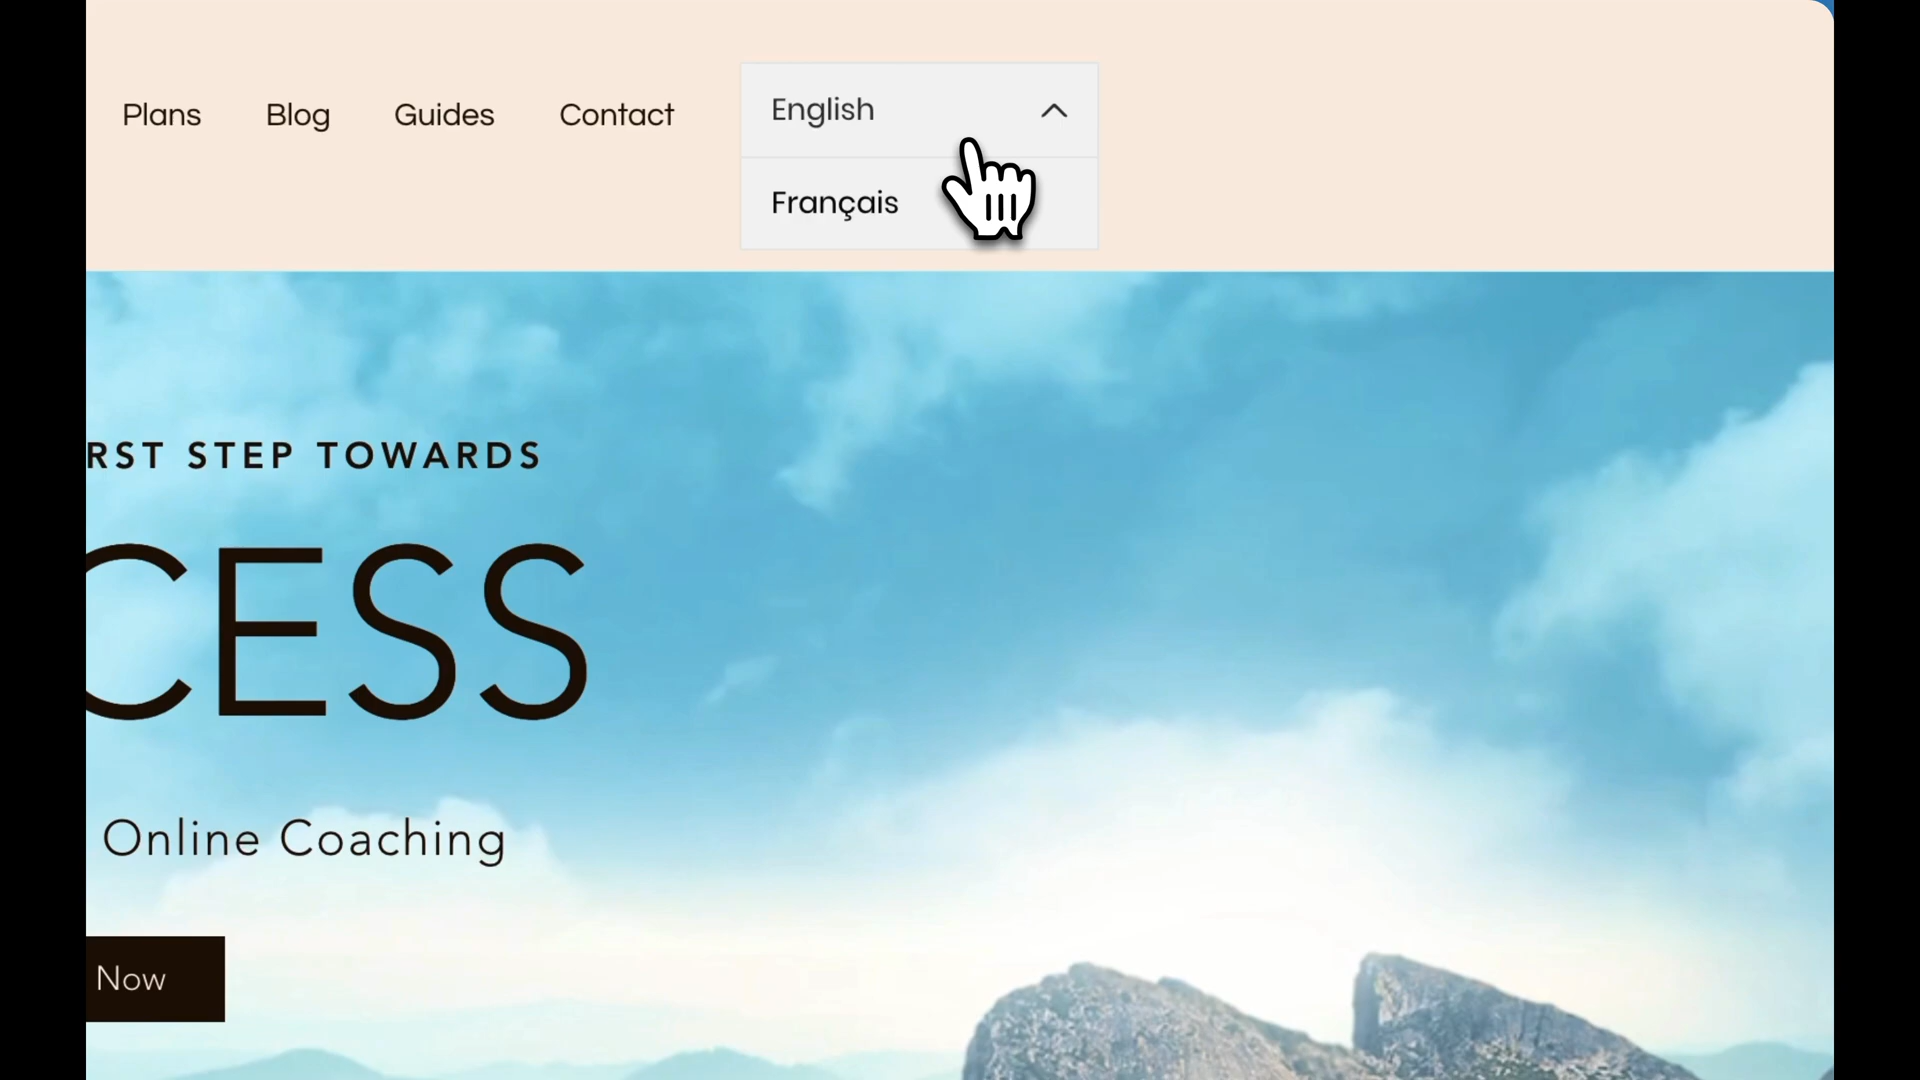 Plans Blog Guides Contact English
Français
RST STEP TOWARDS
CESS
Online Coaching
Now